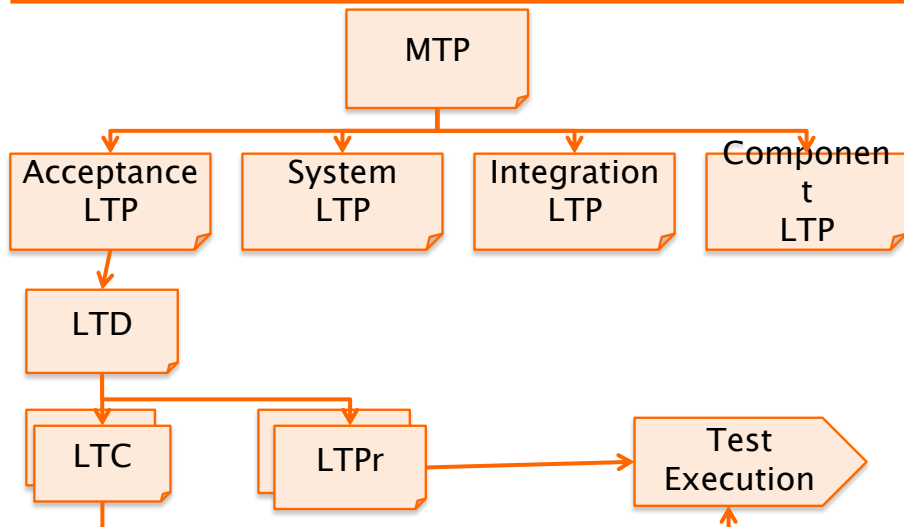 MTP
Acceptance
LTP
System
LTP
Integration
LTP
Componen
t
LTP
LTD
LTC
LTPr
Test
Execution